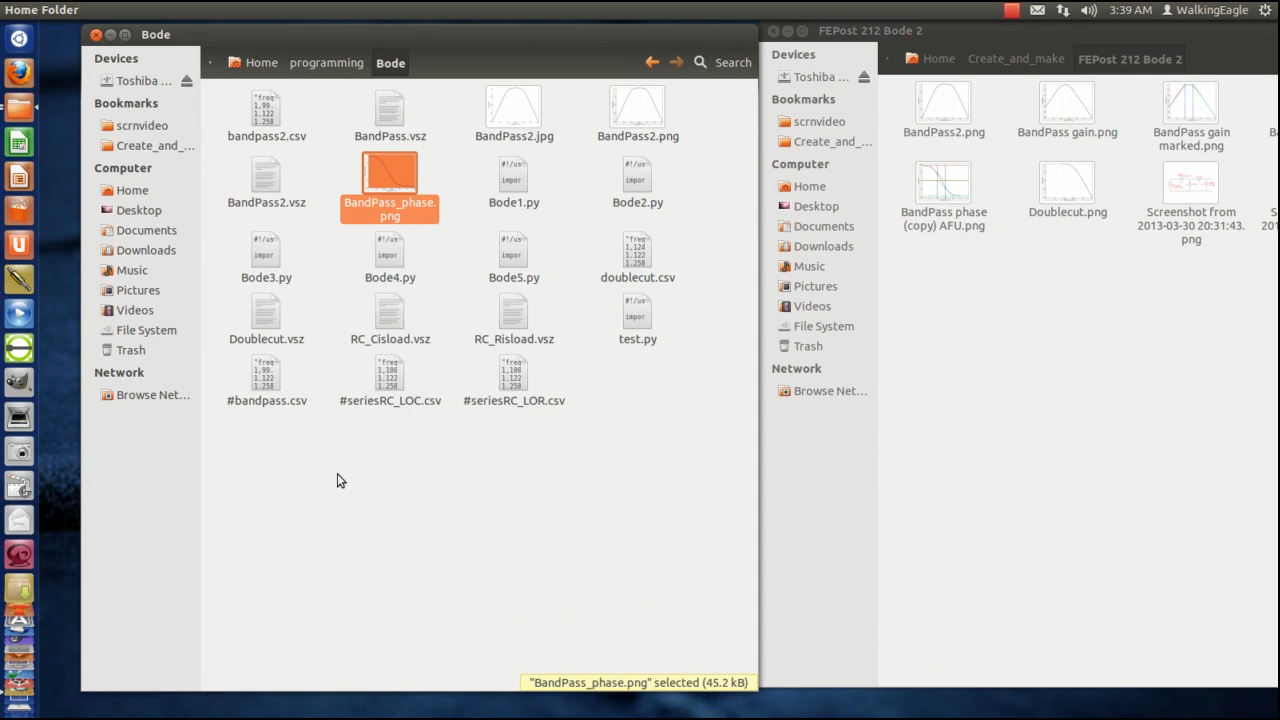 Home Folder
3:39 AM
WalkingEagle
Bode
Devices
Toshiba ...
Bookmarks
scrnvideo
Create_and_...
Computer
Home
Desktop
Documents
Downloads
Music
Pictures
Videos
File System
Trash
Network
Browse Net...
Home
programming
Bode
Search
bandpass2.csv
BandPass.vsz
BandPass2.jpg
BandPass2.png
BandPass2.vsz
BandPass_phase.
png
Bode1.py
Bode2.py
Bode3.py
Bode4.py
Bode5.py
doublecut.csv
Doublecut.vsz
RC_Cisload.vsz
RC_Risload.vsz
test.py
#bandpass.csv
#seriesRC_LOC.csv
#seriesRC_LOR.csv
"BandPass_phase.png" selected (45.2 kB)
FEPost 212 Bode 2
Devices
Toshiba ...
Bookmarks
scrnvideo
Create_and_...
Computer
Home
Desktop
Documents
Downloads
Music
Pictures
Videos
File System
Trash
Network
Browse Net...
Home
Create_and_make
FEPost 212 Bode 2
BandPass2.png
BandPass gain.png
BandPass gain
marked.png
BandPass phase
(copy) AFU.png
Doublecut.png
Screenshot from
2013-03-30 20:31:43.
png